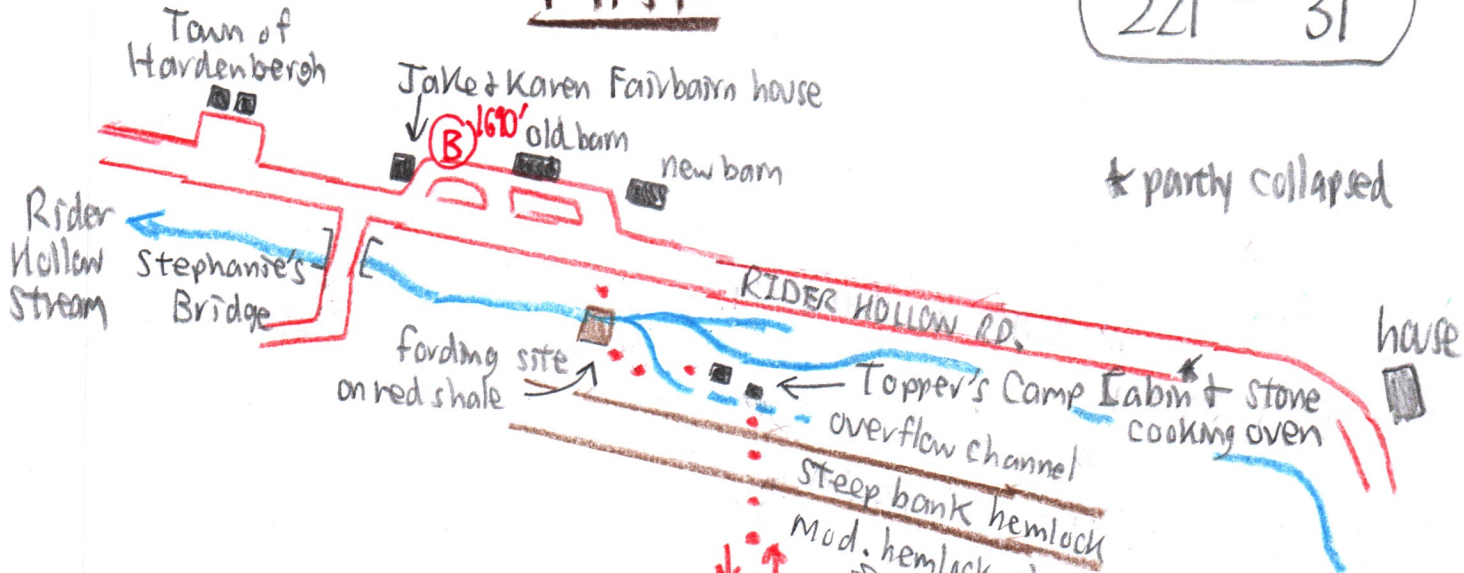 221 31
Town of
Hardenbergh
Jake & Karen Fairbairn house
B 1690' old barn
new barn
* partly collapsed
Rider
Hollow
Stream
Stephanie's
Bridge
RIDER HOLLOW RD.
house
fording site
on red shale
Topper's Camp Cabin* & stone
cooking oven
overflow channel
steep bank hemlock
Mod. hemlock